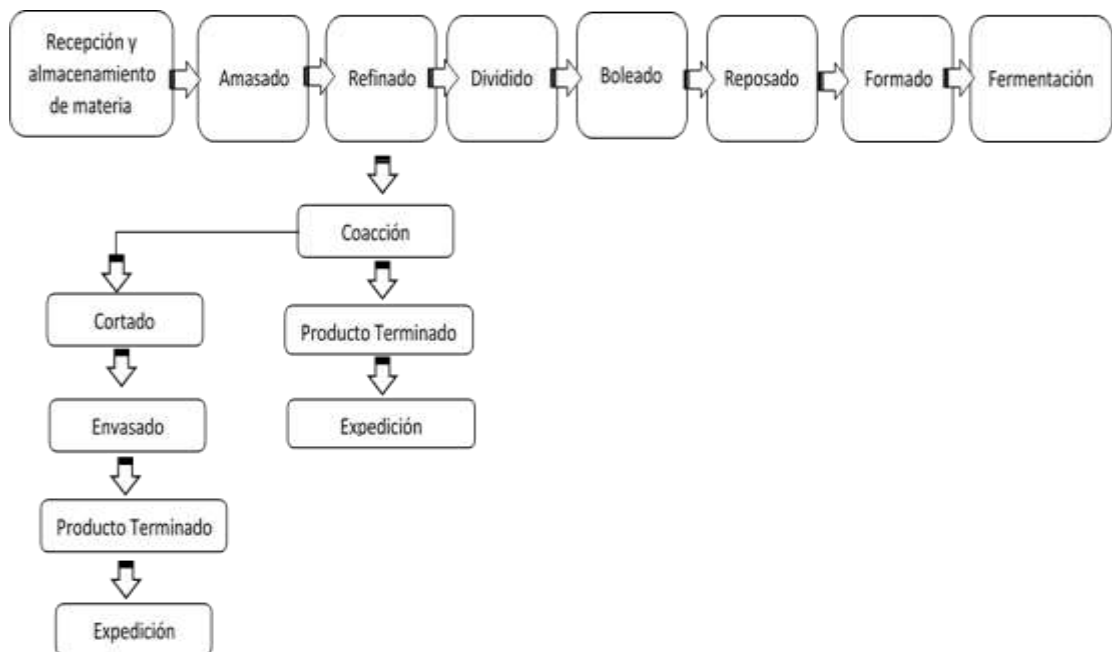 Recepción y
almacenamiento
de materia
Amasado
Refinado
Dividido
Boleado
Reposado
Formado
Fermentación
Coacción
Cortado
Producto Terminado
Envasado
Expedición
Producto Terminado
Expedición